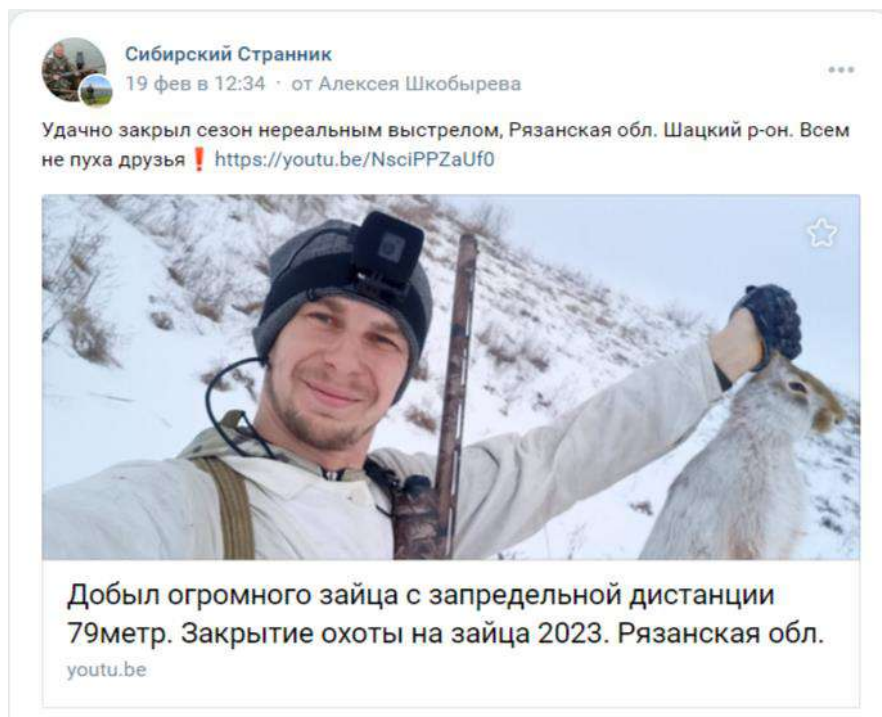 Сибирский Странник
19 фев в 12:34 · от Алексея Шкобырева
Удачно закрыл сезон нереальным выстрелом, Рязанская обл. Шацкий р-он. Всем
не пуха друзья❗ https://youtu.be/NsciPPZaUf0
Добыл огромного зайца с запредельной дистанции
79метр. Закрытие охоты на зайца 2023. Рязанская обл.
youtu.be